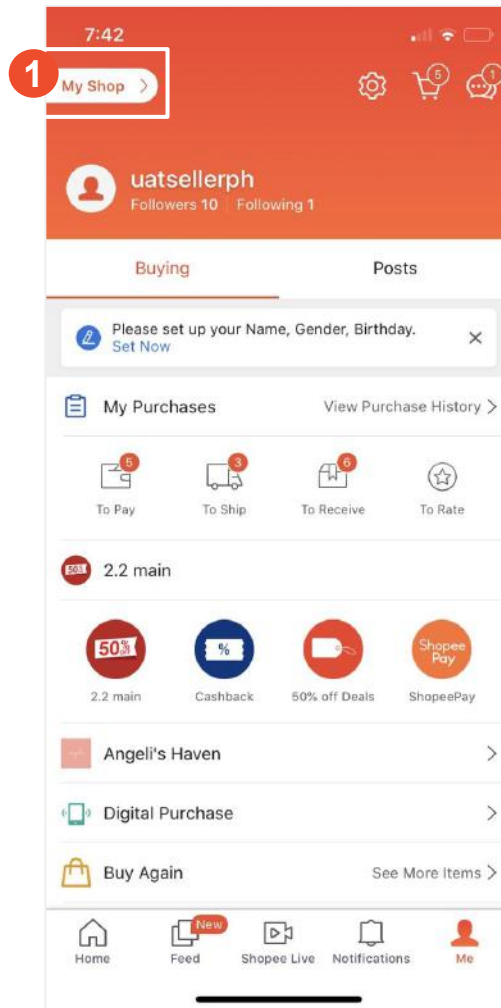 7:42
1
My Shop
5
1
uatsellerph
Followers 10 Following 1
Buying Posts
Please set up your Name, Gender, Birthday.
Set Now
My Purchases View Purchase History
5 3 6
To Pay To Ship To Receive To Rate
2.2 main
50% %
Shopee
Pay
2.2 main Cashback 50% off Deals ShopeePay
Angeli's Haven
Digital Purchase
Buy Again See More Items
New
Home Feed Shopee Live Notifications Me